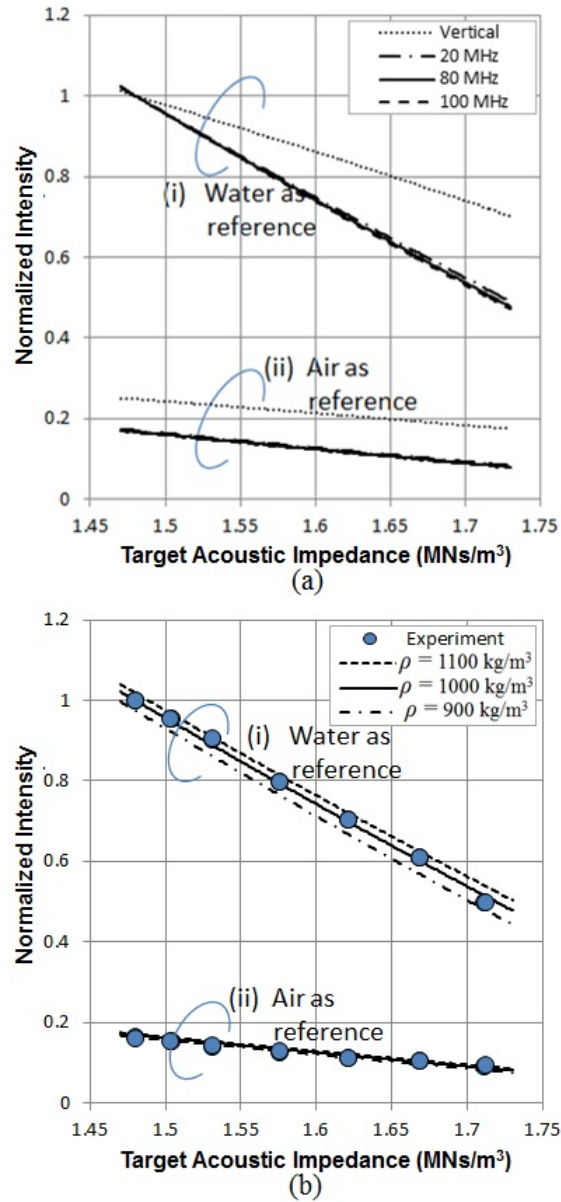 Vertical
20 MHz
80 MHz
100 MHz
1.2
1
0.8
0.6
0.4
0.2
0
Normalized Intensity
(i) Water as
reference
(ii) Air as
reference
1.45
1.5
1.55
1.6
1.65
1.7
1.75
Target Acoustic Impedance (MNs/m³)
(a)
Experiment
ρ = 1100 kg/m³
ρ = 1000 kg/m³
ρ = 900 kg/m³
1.2
1
0.8
0.6
0.4
0.2
0
Normalized Intensity
(i) Water as
reference
(ii) Air as
reference
1.45
1.5
1.55
1.6
1.65
1.7
1.75
Target Acoustic Impedance (MNs/m³)
(b)